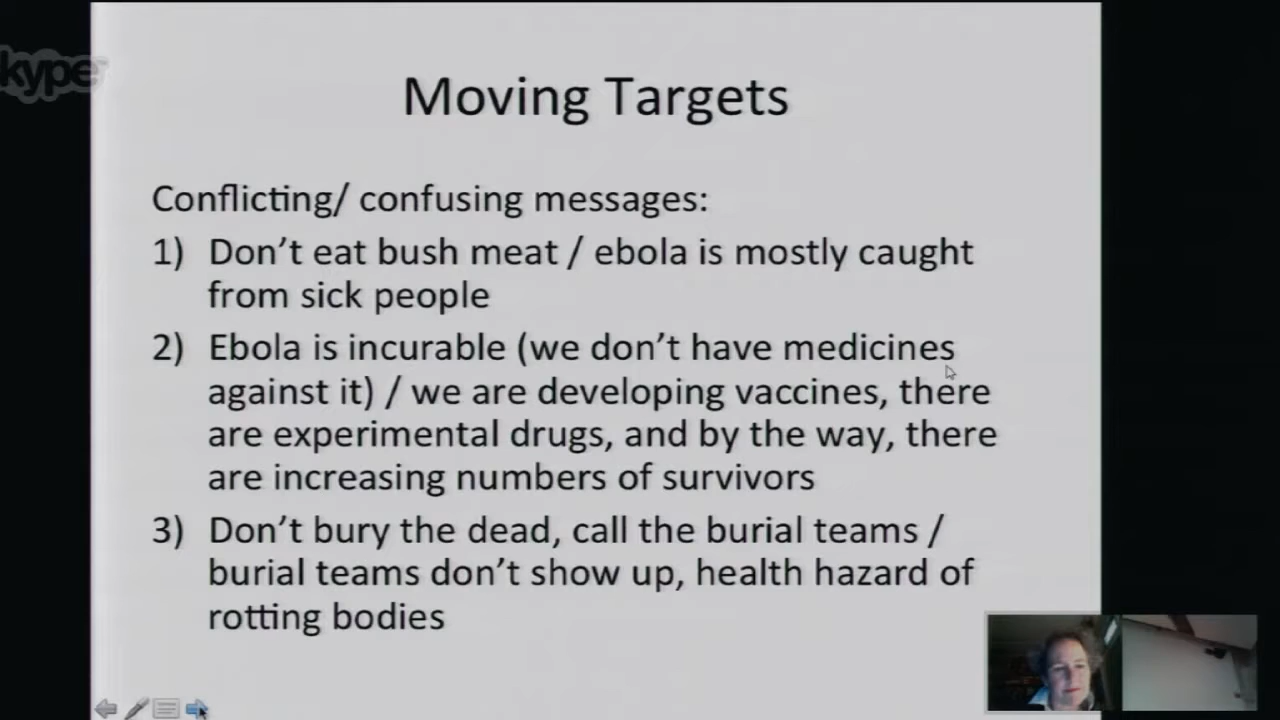 kype
Moving Targets
Conflicting/ confusing messages:
1) Don't eat bush meat / ebola is mostly caught
from sick people
2) Ebola is incurable (we don't have medicines
against it) / we are developing vaccines, there
are experimental drugs, and by the way, there
are increasing numbers of survivors
3) Don't bury the dead, call the burial teams /
burial teams don't show up, health hazard of
rotting bodies